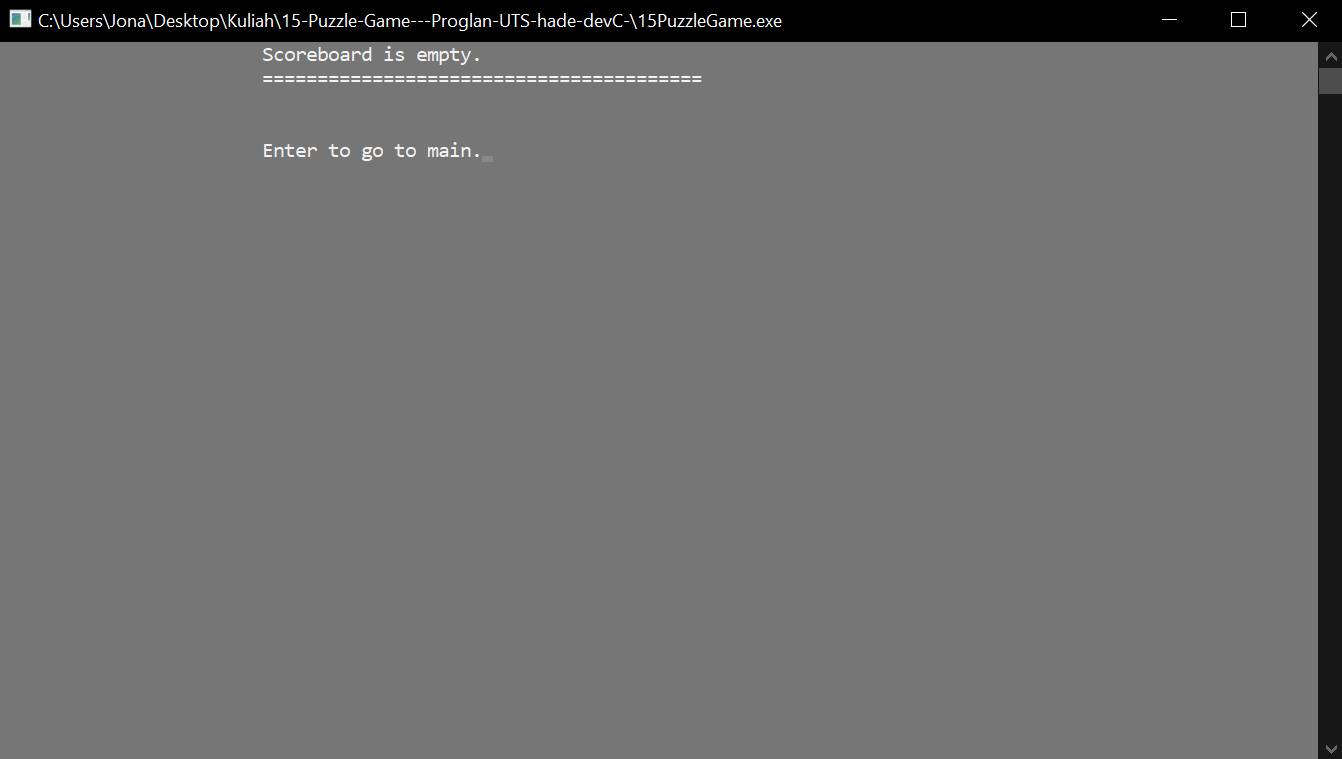 C:\Users\Jona\Desktop\Kuliah\15-Puzzle-Game---Proglan-UTS-hade-devC-\15PuzzleGame.exe
Scoreboard is empty.
========================================
Enter to go to main.